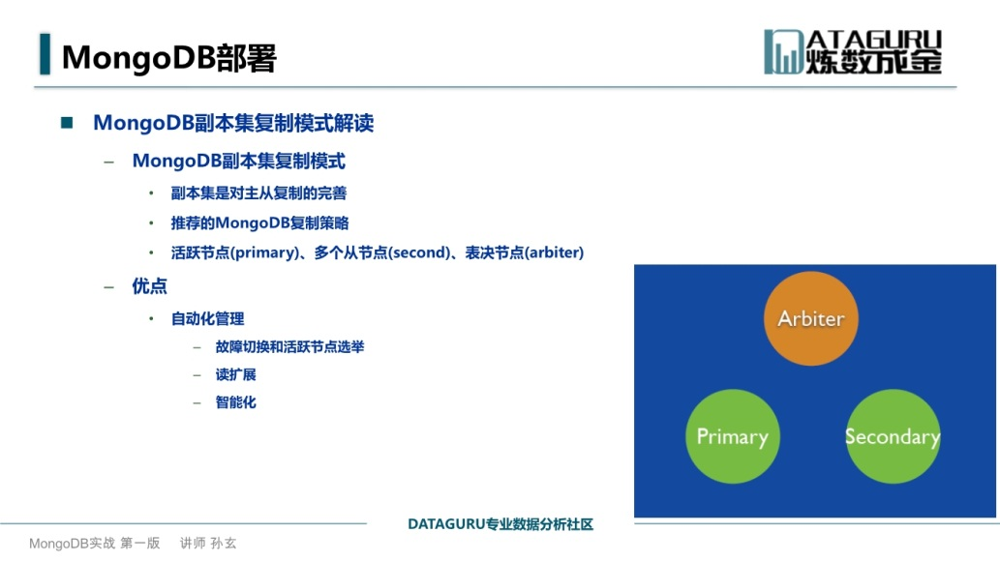 MongoDB部署
DATAGURU
炼数成金
MongoDB副本集复制模式解读
– MongoDB副本集复制模式
• 副本集是对主从复制的完善
• 推荐的MongoDB复制策略
• 活跃节点(primary)、多个从节点(second)、表决节点(arbiter)
– 优点
• 自动化管理
– 故障切换和活跃节点选举
– 读扩展
– 智能化
Arbiter
Primary
Secondary
DATAGURU专业数据分析社区
MongoDB实战 第一版 讲师 孙玄